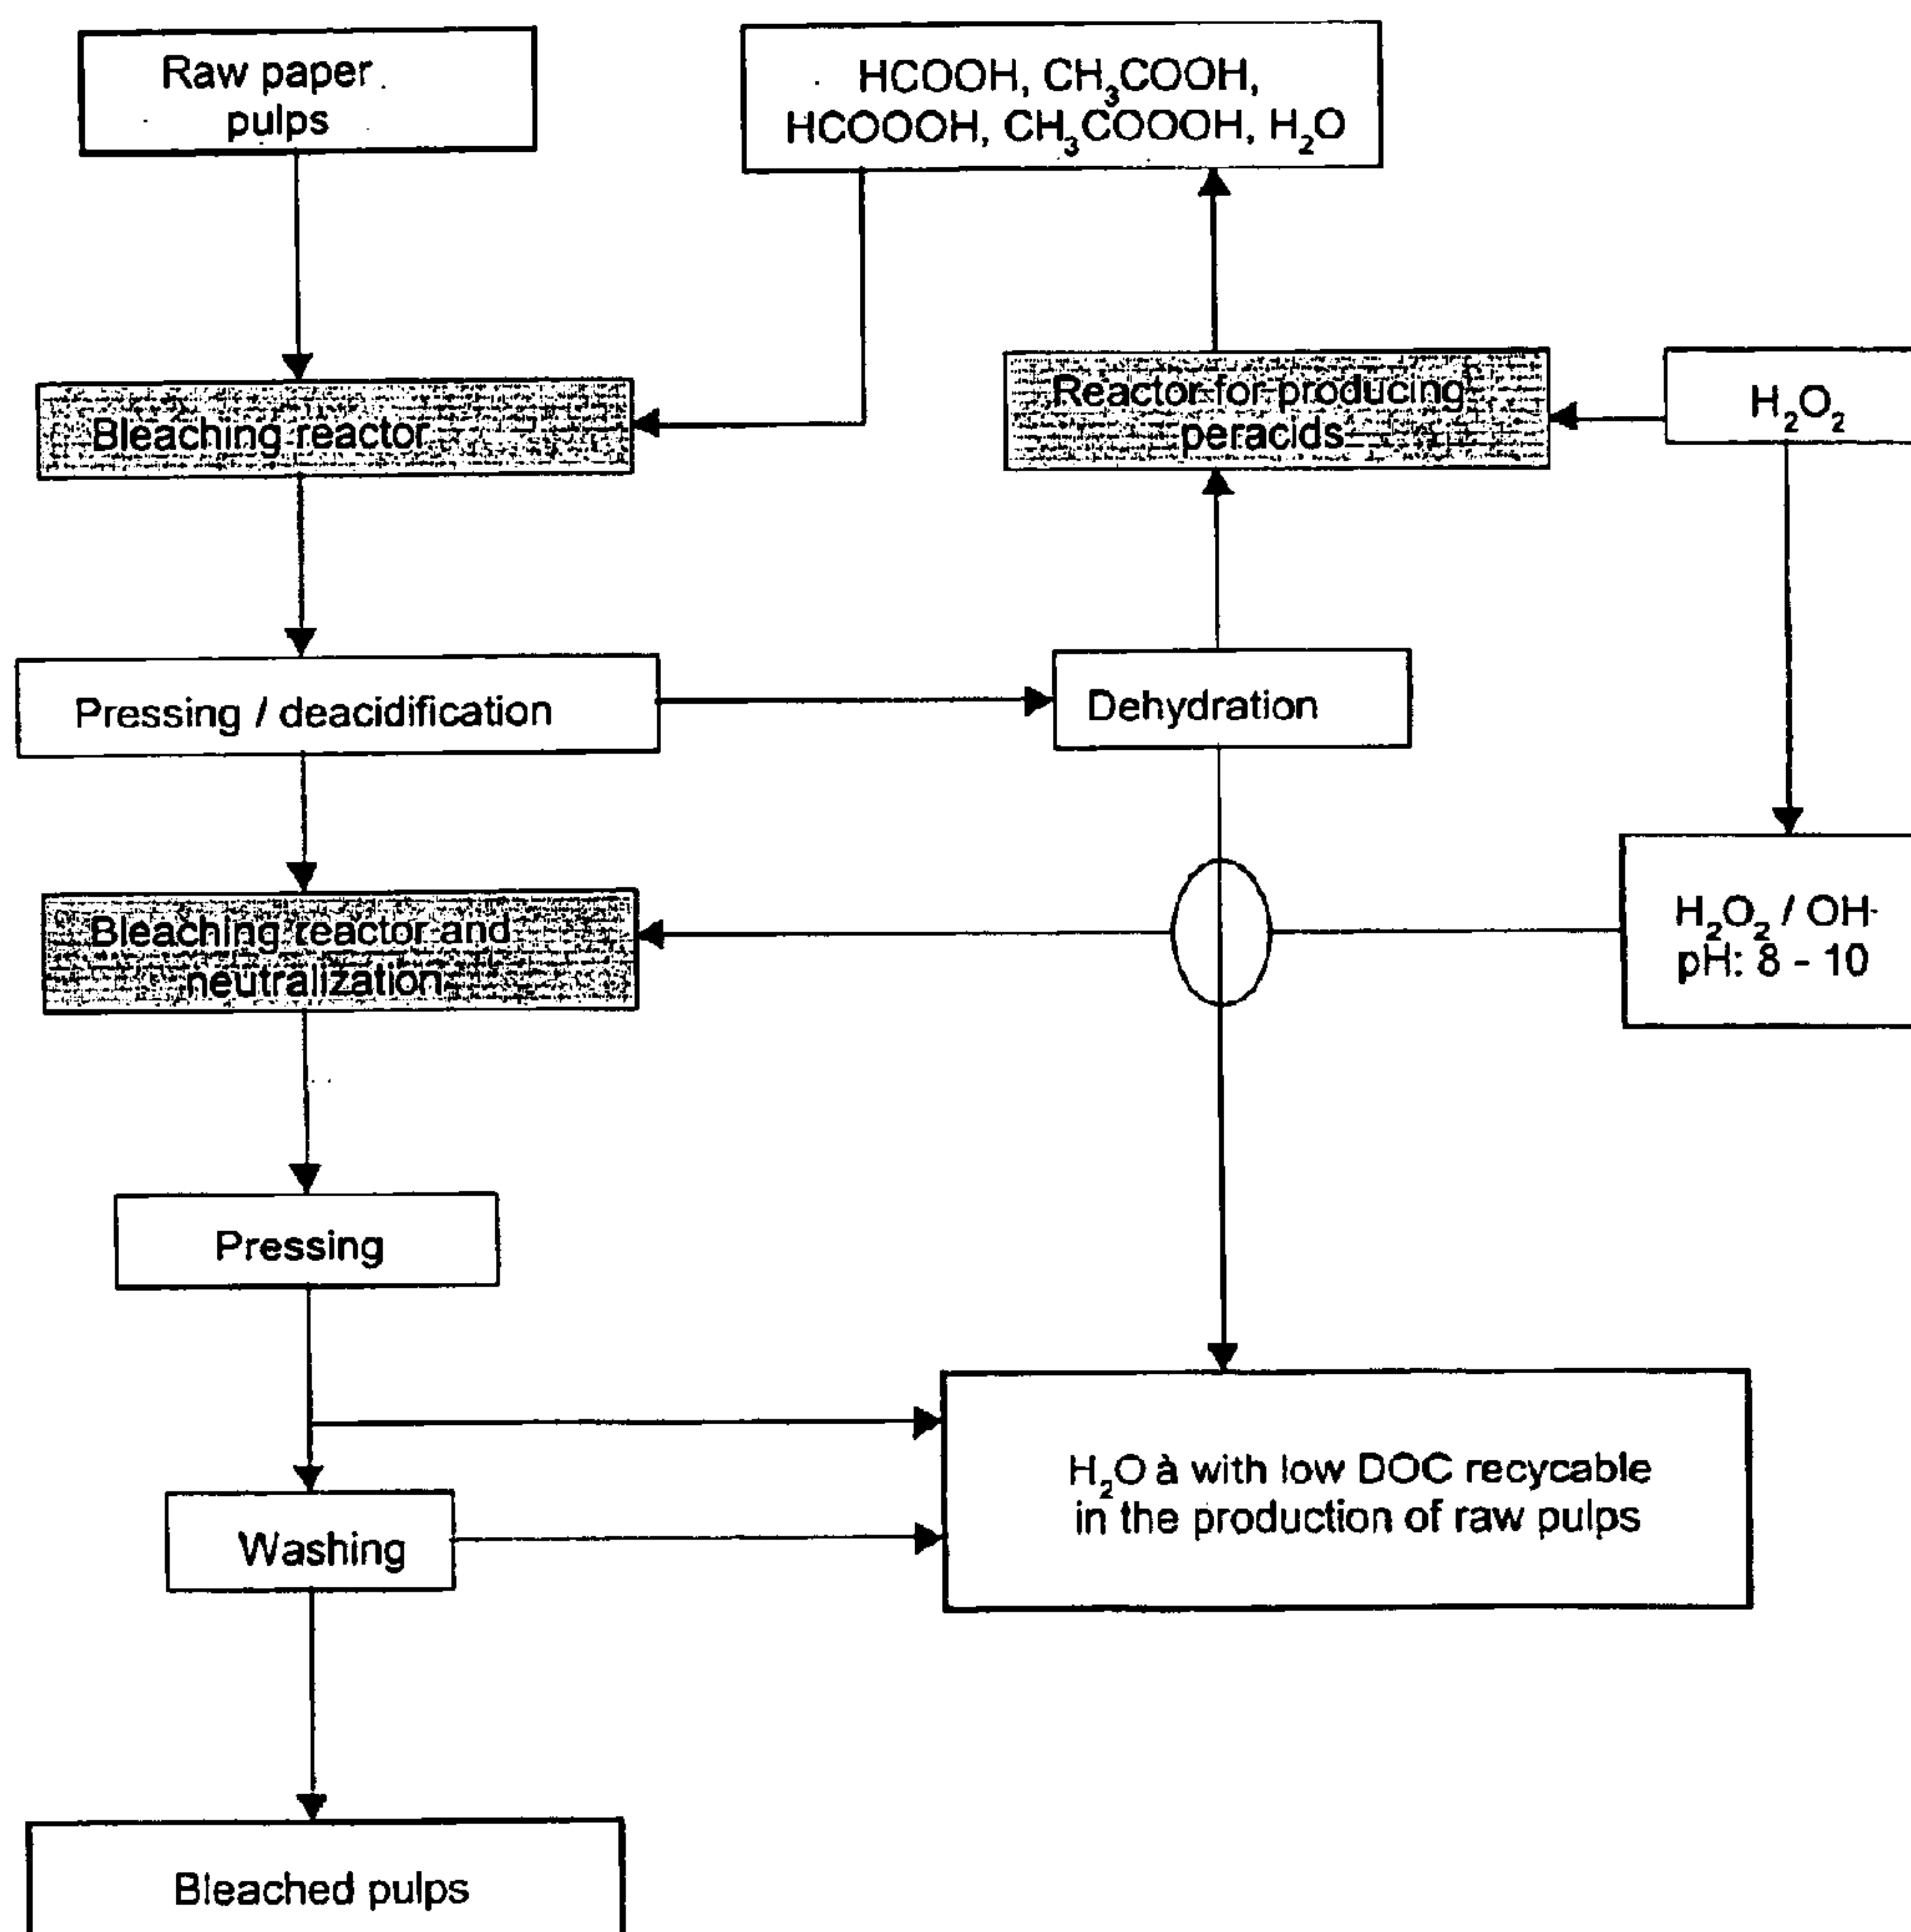 Raw paper
pulps
HCOOH, CH₃COOH,
HCOOOH, CH₃COOOH, H₂O
Bleaching reactor
Reactor for producing
peracids
H₂O₂
Pressing / deacidification
Dehydration
Bleaching reactor and
neutralization
H₂O₂ / OH-
pH: 8 - 10
Pressing
H₂O à with low DOC recycable
in the production of raw pulps
Washing
Bleached pulps